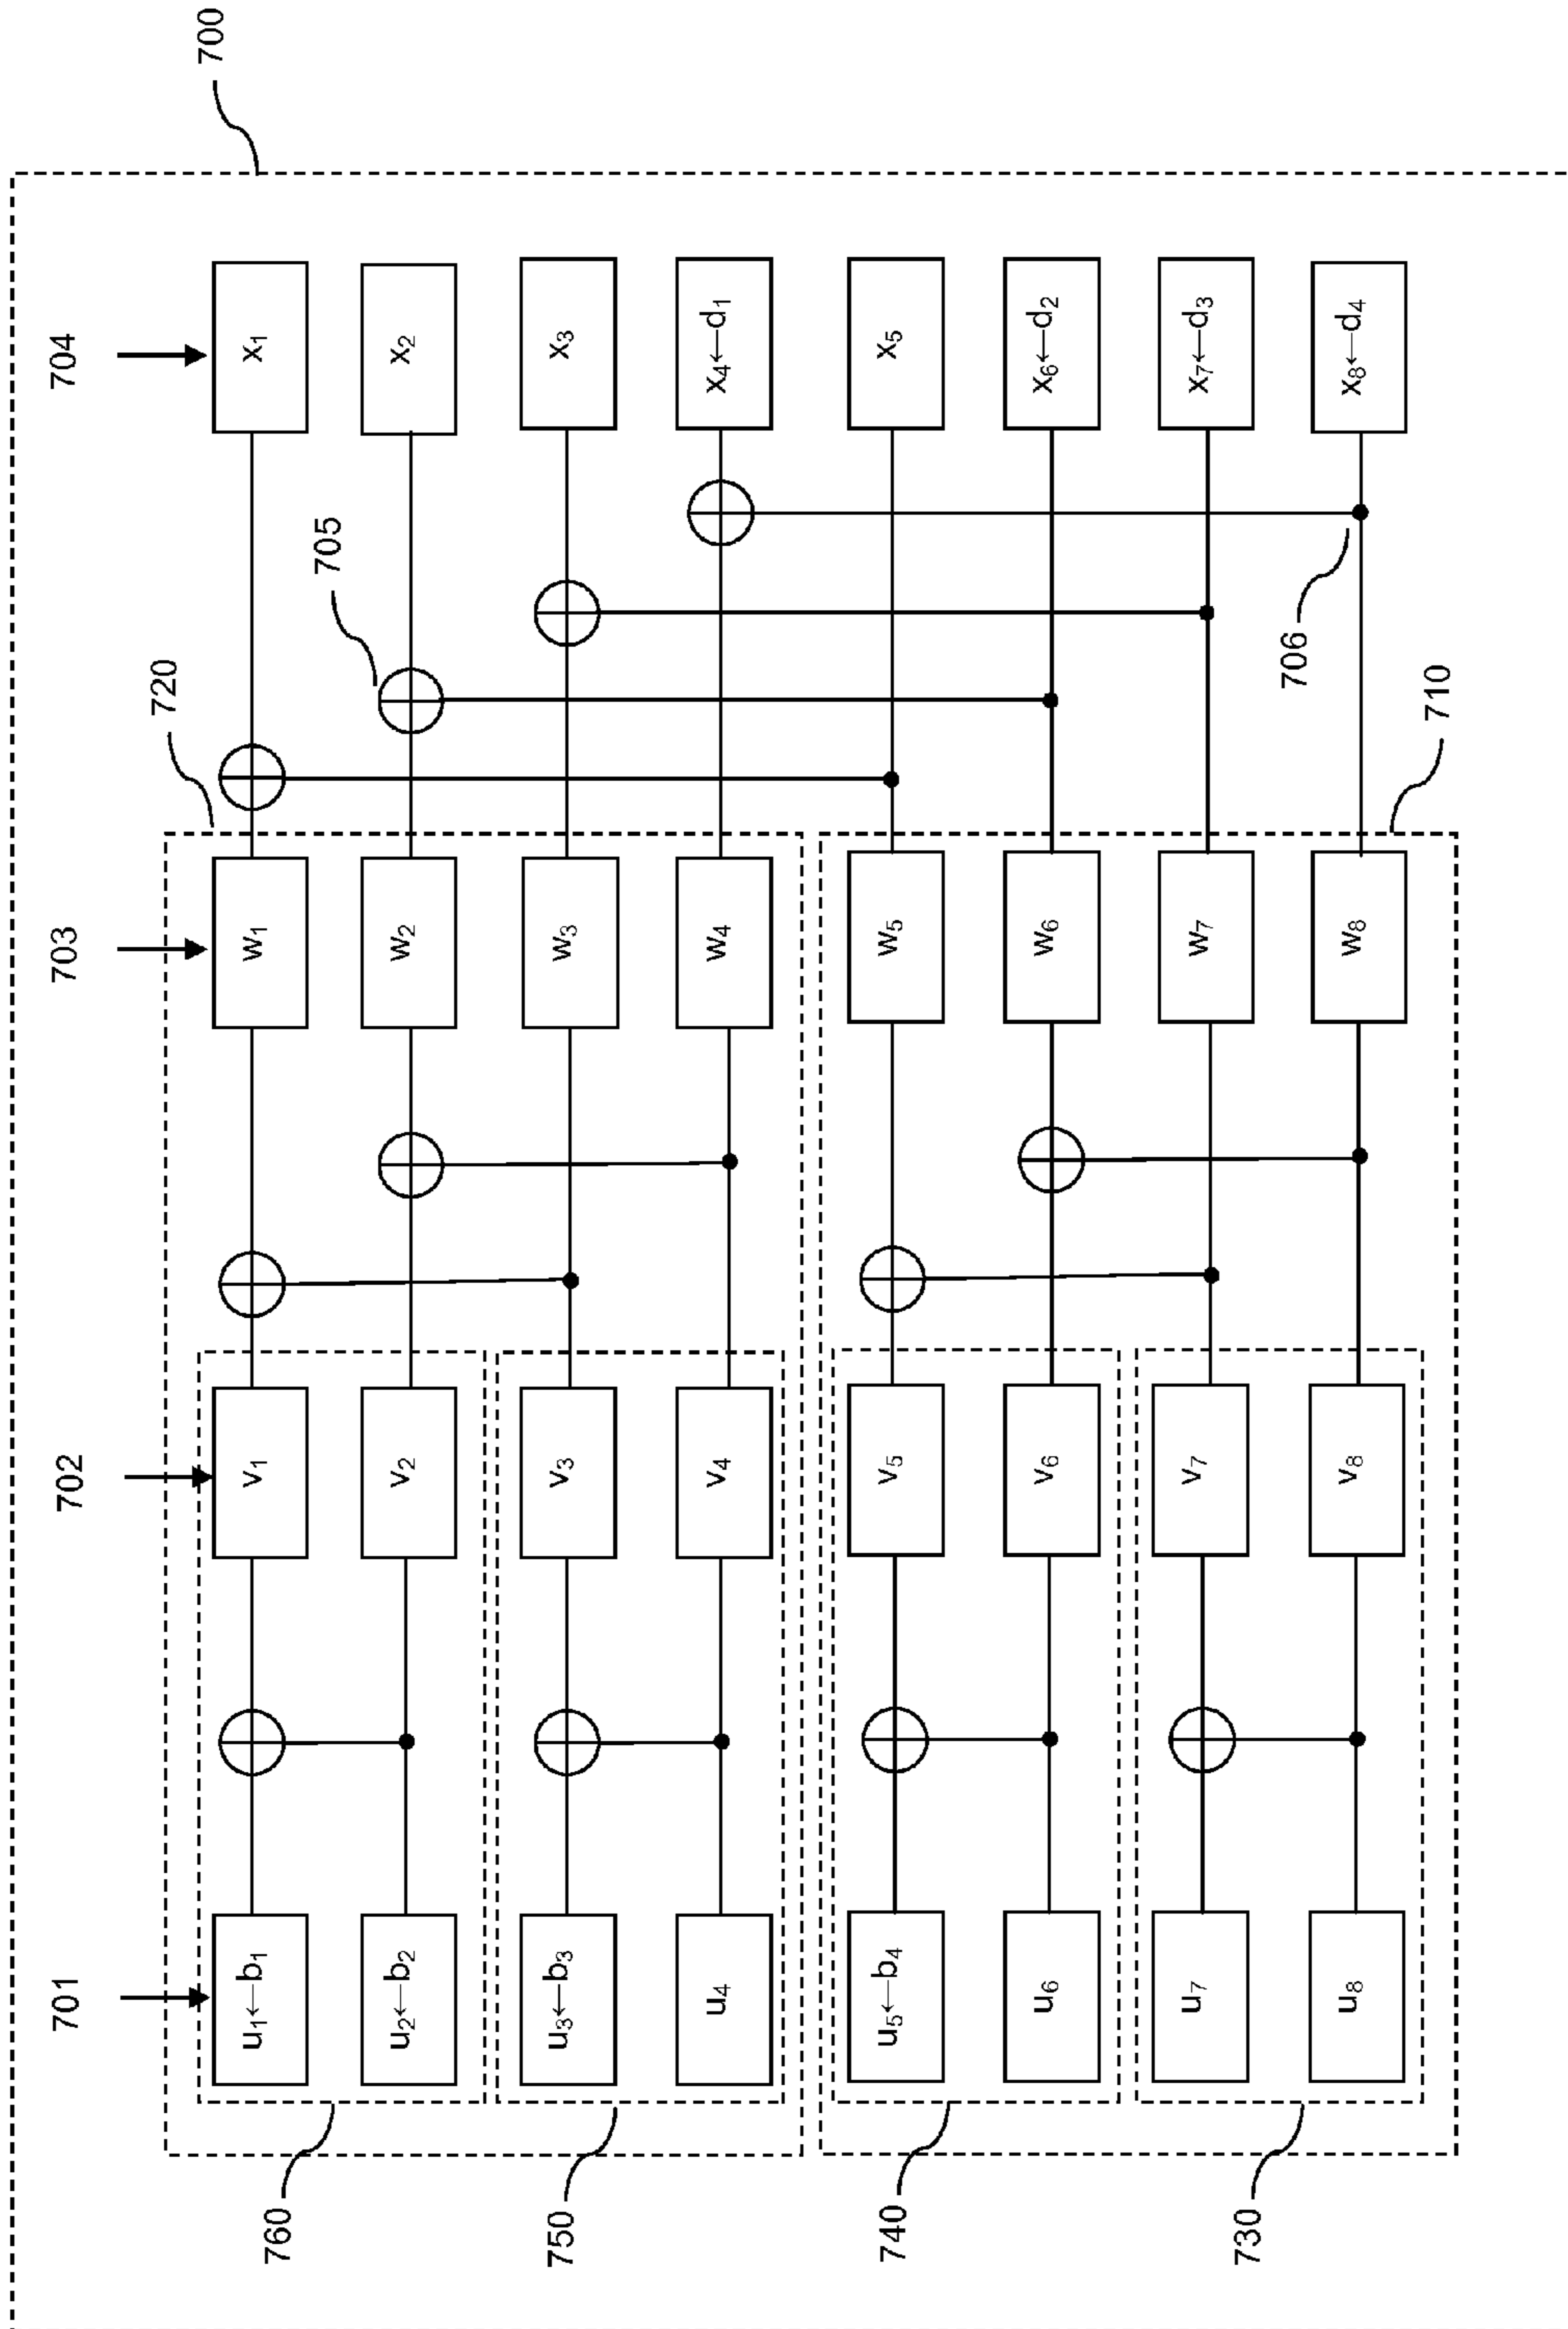 700
704
x₁
x₂
x₃
x₄←d₁
x₅
x₆←d₂
x₇←d₃
x₈←d₄
705
706
720
710
703
w₁
w₂
w₃
w₄
w₅
w₆
w₇
w₈
702
v₁
v₂
v₃
v₄
v₅
v₆
v₇
v₈
701
u₁←b₁
u₂←b₂
u₃←b₃
u₄
u₅←b₄
u₆
u₇
u₈
760
750
740
730